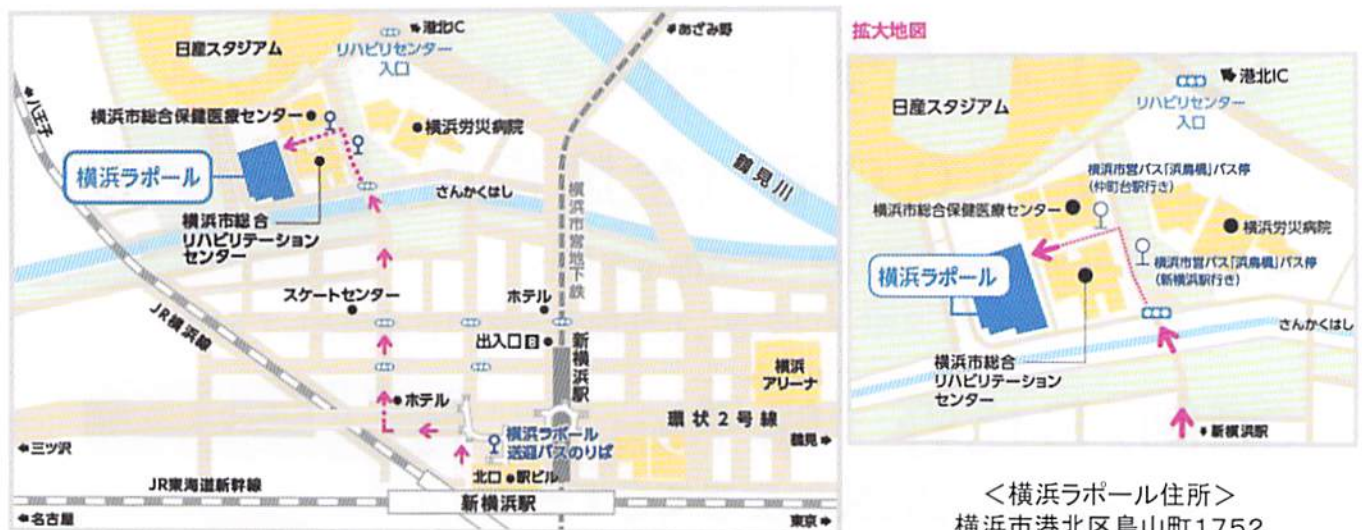 港北IC
リハビリセンター
入口
あざみ野
日産スタジアム
八王子
横浜市総合保健医療センター
横浜労災病院
横浜ラポール
鶴見川
さんかくはし
横浜市総合
リハビリテーション
センター
横浜市営地下鉄
JR横浜線
スケートセンター
ホテル
出入口 8
新横浜駅
横浜
アリーナ
ホテル
環状2号線
横浜ラポール
送迎バスのりば
三ツ沢
鶴見
北口
駅ビル
JR東海道新幹線
新横浜駅
名古屋
東京
拡大地図
港北IC
リハビリセンター
入口
日産スタジアム
横浜市営バス「浜鳥橋」バス停
(仲町台駅行き)
横浜市総合保健医療センター
横浜労災病院
横浜ラポール
横浜市営バス「浜鳥橋」バス停
(新横浜駅行き)
さんかくはし
横浜市総合
リハビリテーション
センター
新横浜駅
＜横浜ラポール住所＞
横浜市港北区鳥山町1752